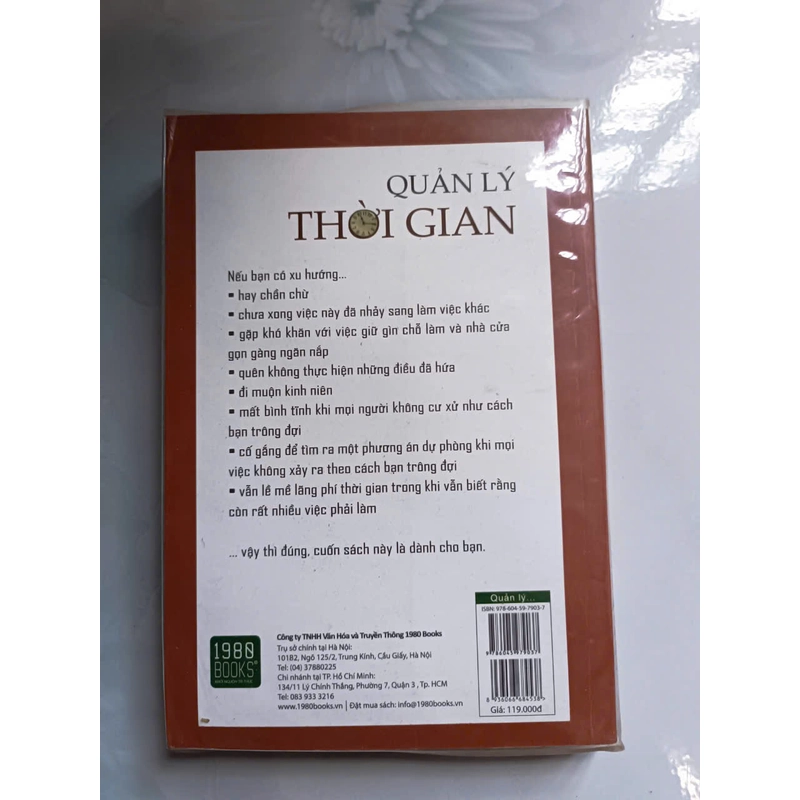 QUẢN LÝ
THỜI GIAN
Nếu bạn có xu hướng...
▪ hay chần chừ
▪ chưa xong việc này đã nhảy sang làm việc khác
▪ gặp khó khăn với việc giữ gìn chỗ làm và nhà cửa
gọn gàng ngăn nắp
▪ quên không thực hiện những điều đã hứa
▪ đi muộn kinh niên
▪ mất bình tĩnh khi mọi người không cư xử như cách
bạn trông đợi
▪ cố gắng để tìm ra một phương án dự phòng khi mọi
việc không xảy ra theo cách bạn trông đợi
▪ vẫn lề mề lãng phí thời gian trong khi vẫn biết rằng
còn rất nhiều việc phải làm
... vậy thì đúng, cuốn sách này là dành cho bạn.
1980
BOOKS
Công ty TNHH Văn Hóa và Truyền Thông 1980 Books
Trụ sở chính tại Hà Nội:
101B2, Ngõ 125/2, Trung Kính, Cầu Giấy, Hà Nội
Tel: (04) 37880225
Chi nhánh tại TP. Hồ Chí Minh:
134/11 Lý Chính Thắng, Phường 7, Quận 3 , Tp. HCM
Tel: 083 933 3216
www.1980books.vn | Đặt mua sách: info@1980books.vn
Quản lý...
ISBN: 978-604-59-7903-7
9 786045 979037
8 936066 684538
Giá: 119.000đ